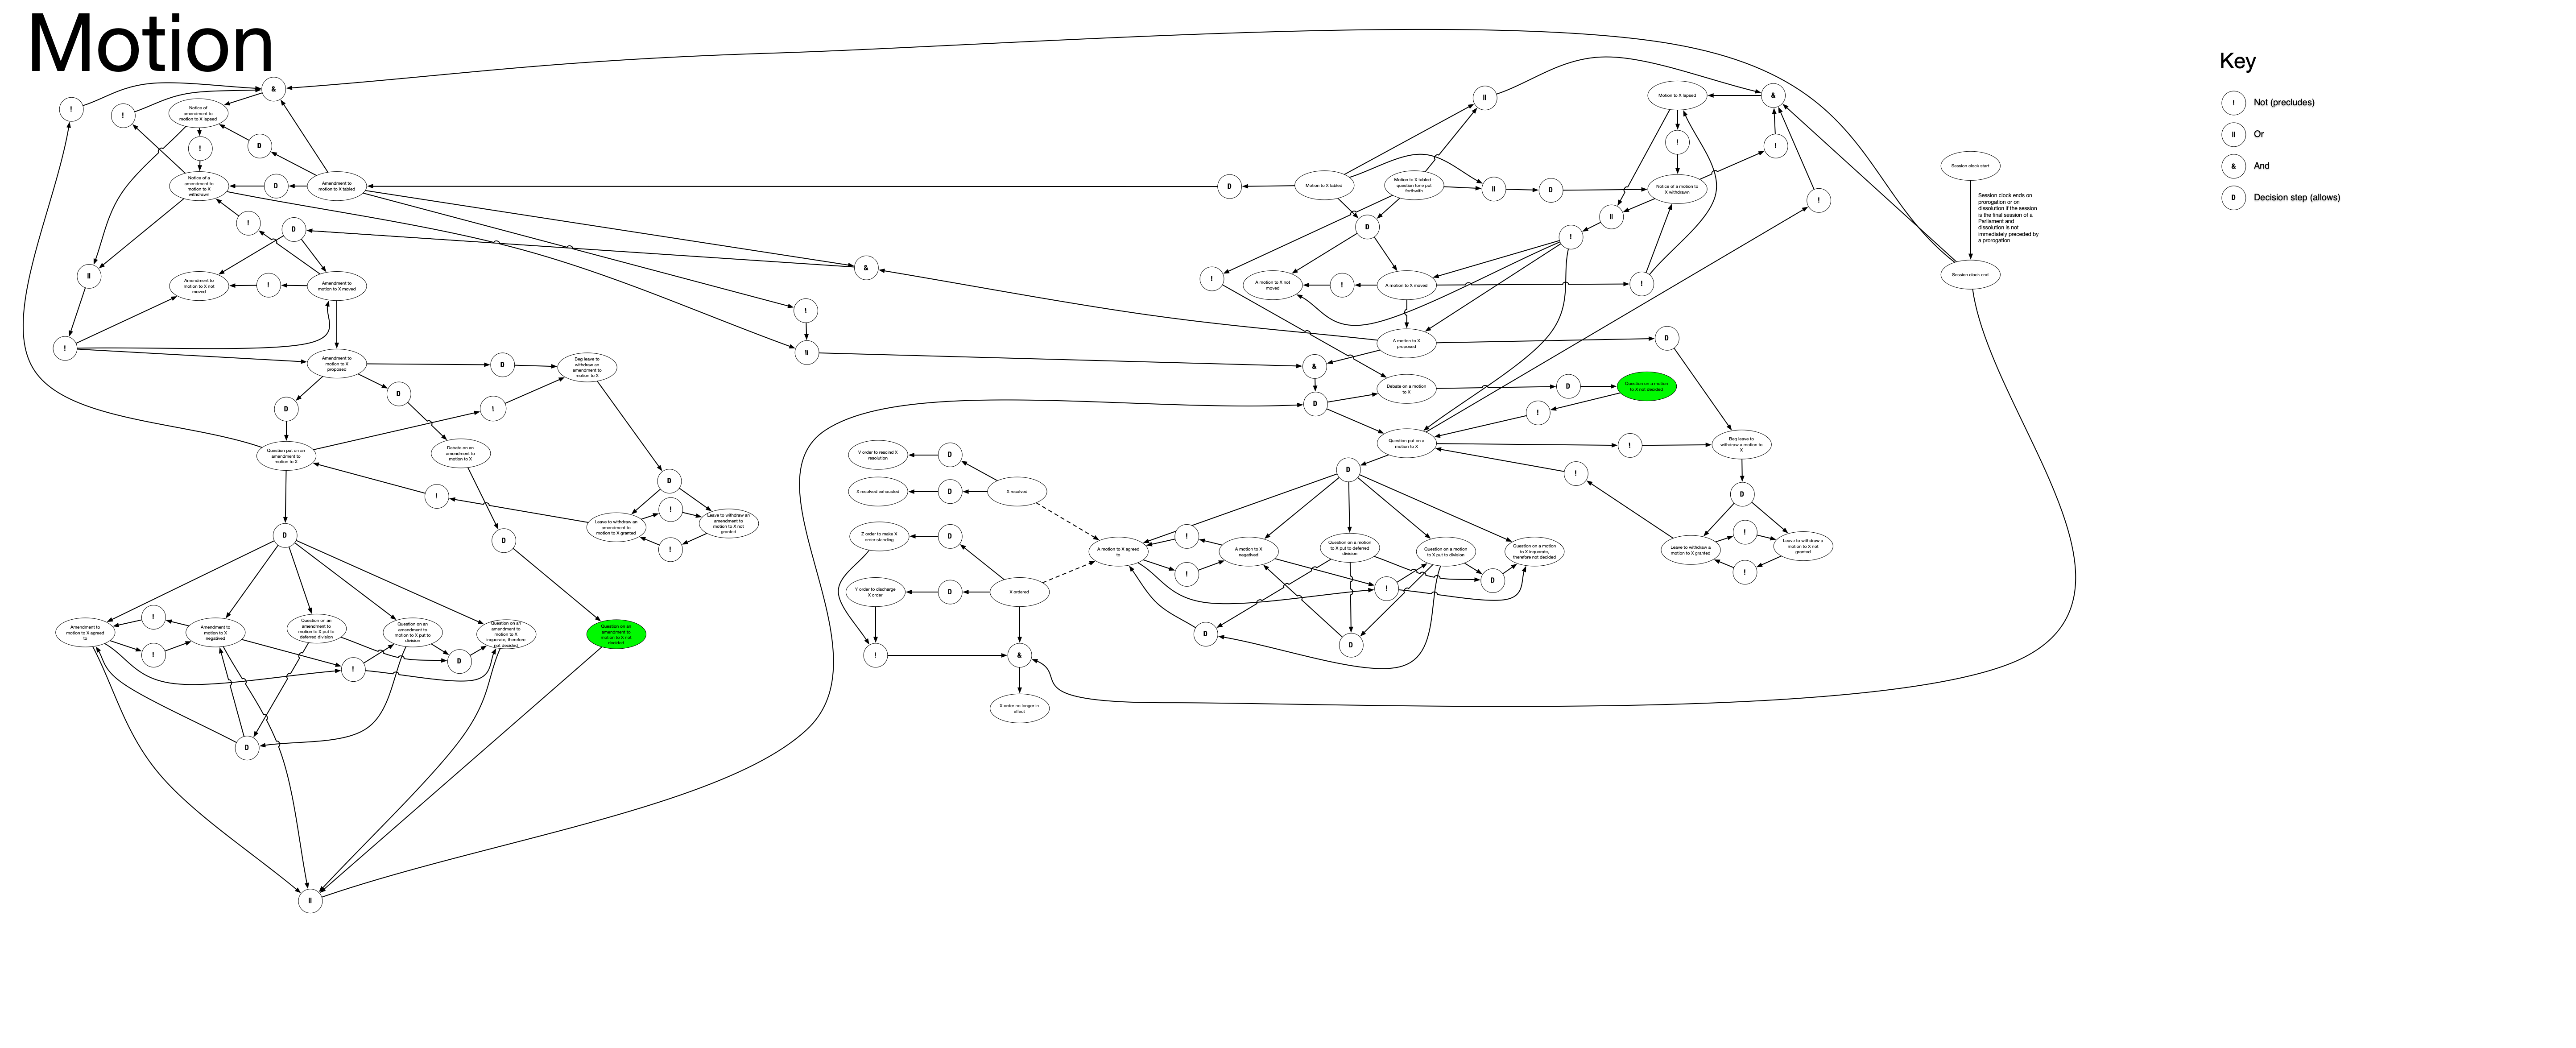 Motion
Key
! Not (precludes)
II Or
& And
D Decision step (allows)
Session clock start
Session clock ends on
prorogation or on
dissolution if the session
is the final session of a
Parliament and
dissolution is not
immediately preceded by
a prorogation
Session clock end
!
!
&
Notice of
amendment to
motion to X lapsed
!
D
Notice of a
amendment to
motion to X
withdrawn
D
Amendment to
motion to X tabled
!
D
II
Amendment to
motion to X not
moved
!
Amendment to
motion to X moved
!
Amendment to
motion to X
proposed
D
Beg leave to
withdraw an
amendment to
motion to X
D
D
!
Question put on an
amendment to
motion to X
Debate on an
amendment to
motion to X
D
!
Leave to withdraw an
amendment to
motion to X granted
!
Leave to withdraw an
amendment to
motion to X not
granted
!
D
D
Amendment to
motion to X agreed
to
!
!
Amendment to
motion to X
negatived
Question on an
amendment to
motion to X put to
deferred division
Question on an
amendment to
motion to X put to
division
Question on an
amendment to
motion to X
inquorate, therefore
not decided
Question on an
amendment to
motion to X not
decided
!
D
D
II
&
!
II
D
Motion to X tabled
Motion to X tabled -
question tone put
forthwith
II
II
D
D
Motion to X lapsed
&
!
!
Notice of a motion to
X withdrawn
II
!
!
!
A motion to X not
moved
!
A motion to X moved
!
A motion to X
proposed
D
&
D
Debate on a motion
to X
D
Question on a motion
to X not decided
!
Question put on a
motion to X
!
Beg leave to
withdraw a motion to
X
!
D
Leave to withdraw a
motion to X granted
!
Leave to withdraw a
motion to X not
granted
!
V order to rescind X
resolution
D
X resolved exhausted
D
X resolved
Z order to make X
order standing
D
Y order to discharge
X order
D
X ordered
!
&
X order no longer in
effect
D
A motion to X agreed
to
!
!
A motion to X
negatived
Question on a motion
to X put to deferred
division
Question on a motion
to X put to division
Question on a motion
to X inquorate,
therefore not decided
!
D
D
D